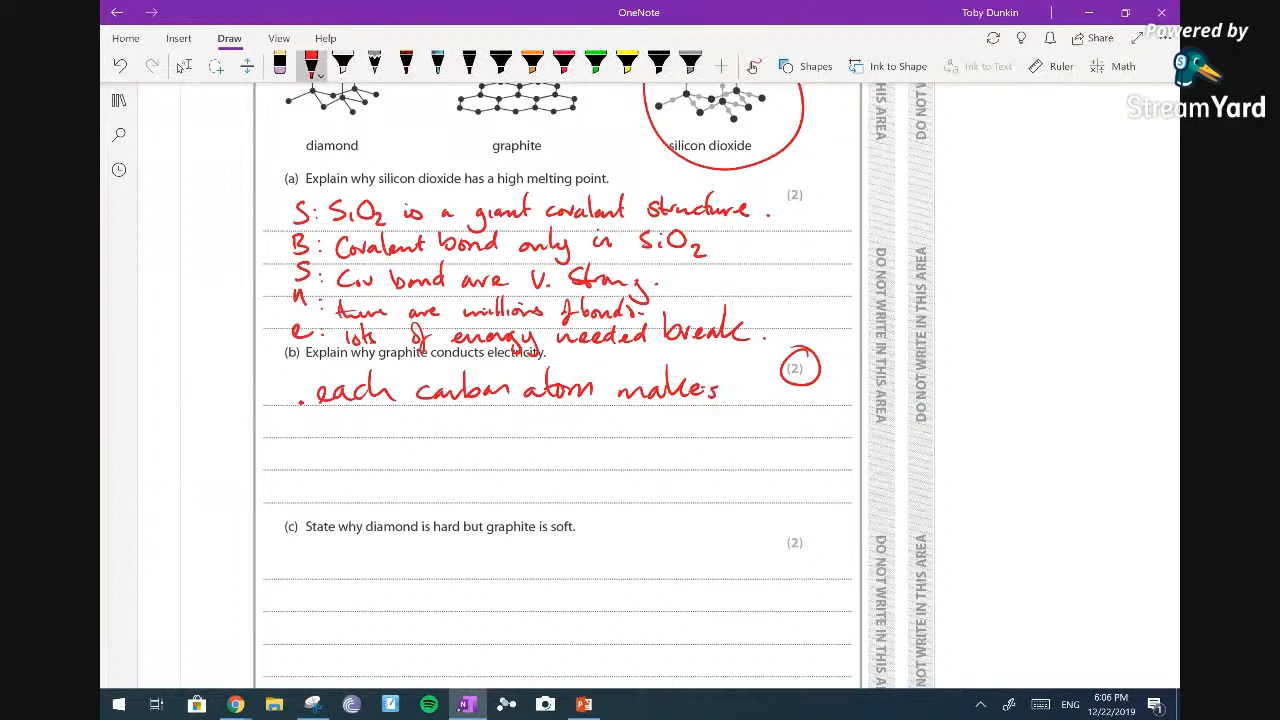 OneNote
Toby Dunkin
Powered by
StreamYard
Home Insert Draw View Help
Share
Shapes Ink to Shape Ink to Text Ruler Math
HIS AREA
DO NOT W
diamond graphite silicon dioxide
(a) Explain why silicon dioxide has a high melting point.
(2)
S: SiO2 is a giant covalent structure.
B: Covalent bond only in SiO2
S: Cov bond are V. Strong.
n: there are millions of bonds.
e: lots of energy needed break.
(b) Explain why graphite conducts electricity.
(2)
. each carbon atom makes
(c) State why diamond is hard but graphite is soft.
(2)
DO NOT WRITE IN THIS AREA
DO NOT WRITE IN THIS AREA
DO NOT WRITE IN THIS A
NOT WRITE IN THIS AREA
ENG
6:06 PM
12/22/2019
1